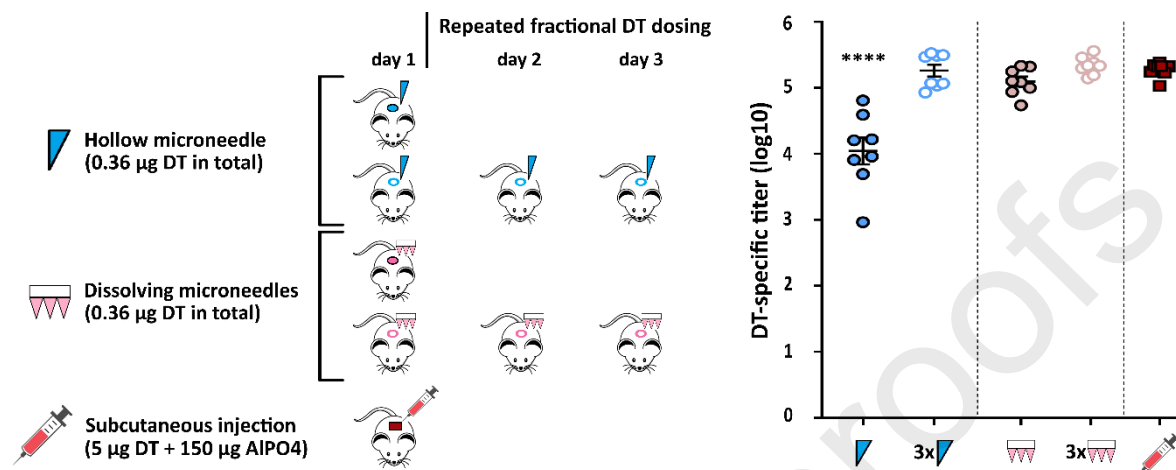 Repeated fractional DT dosing
day 1
day 2
day 3
Hollow microneedle
(0.36 µg DT in total)
Dissolving microneedles
(0.36 µg DT in total)
Subcutaneous injection
(5 µg DT + 150 µg AlPO4)
DT-specific titer (log10)
6
5
4
3
2
1
0
****
3x
3x
roofs